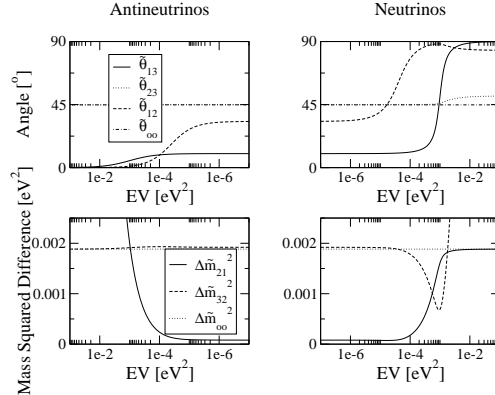 Antineutrinos
Neutrinos
Angle [°]
90
45
0
θ̃13
θ̃23
θ̃12
θ̃oo
1e-2 1e-4 1e-6
EV [eV²]
90
45
0
1e-6 1e-4 1e-2
EV [eV²]
Mass Squared Difference [eV²]
0.002
0.001
0
Δm̃21²
Δm̃32²
Δm̃oo²
1e-2 1e-4 1e-6
EV [eV²]
0.002
0.001
0
1e-6 1e-4 1e-2
EV [eV²]